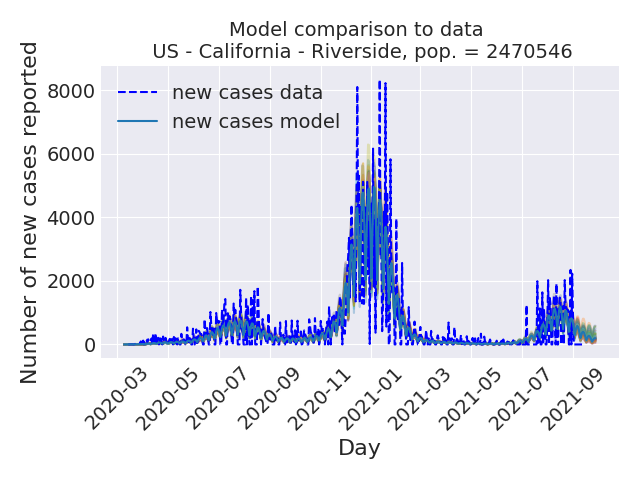 Model comparison to data
US - California - Riverside, pop. = 2470546
Number of new cases reported
8000
6000
4000
2000
0
new cases data
new cases model
2020-03
2020-05
2020-07
2020-09
2020-11
2021-01
2021-03
2021-05
2021-07
2021-09
Day